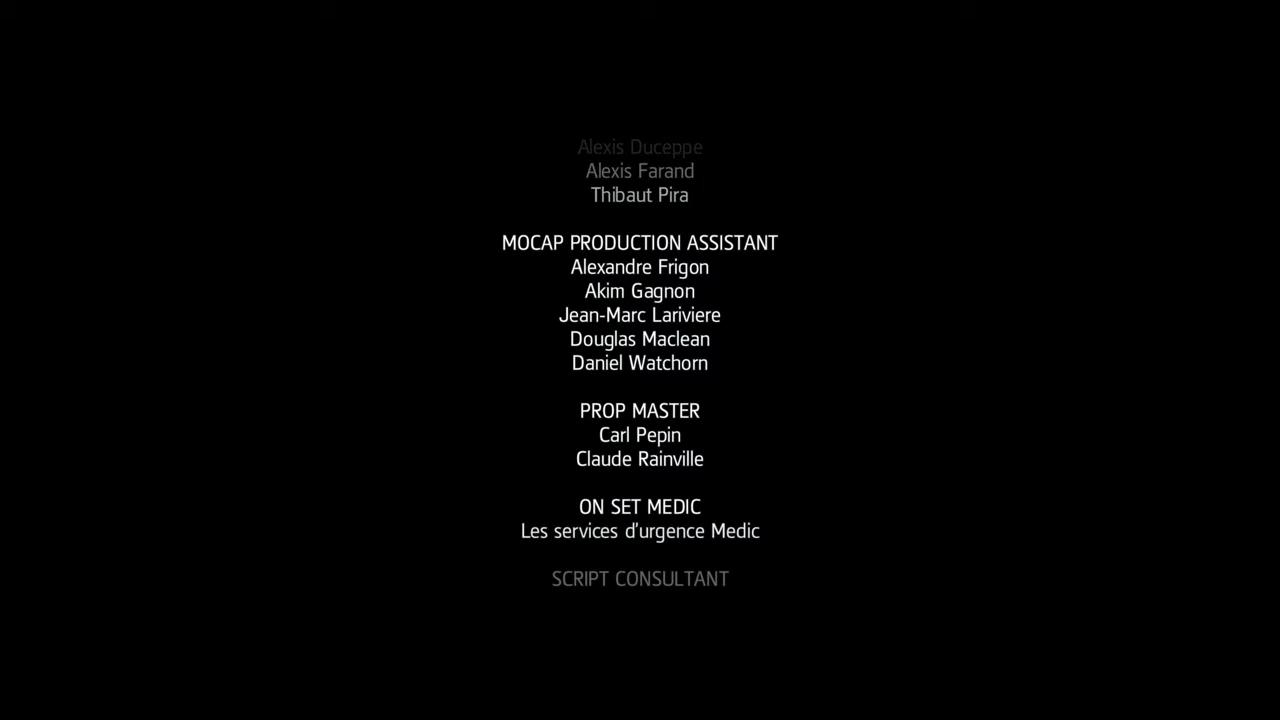 Alexis Duceppe
Alexis Farand
Thibaut Pira
MOCAP PRODUCTION ASSISTANT
Alexandre Frigon
Akim Gagnon
Jean-Marc Lariviere
Douglas Maclean
Daniel Watchorn
PROP MASTER
Carl Pepin
Claude Rainville
ON SET MEDIC
Les services d'urgence Medic
SCRIPT CONSULTANT